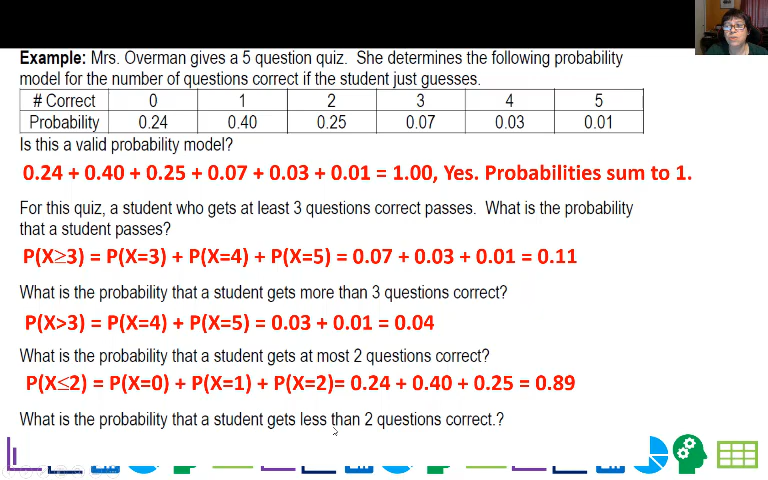 Example: Mrs. Overman gives a 5 question quiz. She determines the following probability
model for the number of questions correct if the student just guesses.
# Correct 0 1 2 3 4 5
Probability 0.24 0.40 0.25 0.07 0.03 0.01
Is this a valid probability model?
0.24 + 0.40 + 0.25 + 0.07 + 0.03 + 0.01 = 1.00, Yes. Probabilities sum to 1.
For this quiz, a student who gets at least 3 questions correct passes. What is the probability
that a student passes?
P(X≥3) = P(X=3) + P(X=4) + P(X=5) = 0.07 + 0.03 + 0.01 = 0.11
What is the probability that a student gets more than 3 questions correct?
P(X>3) = P(X=4) + P(X=5) = 0.03 + 0.01 = 0.04
What is the probability that a student gets at most 2 questions correct?
P(X≤2) = P(X=0) + P(X=1) + P(X=2)= 0.24 + 0.40 + 0.25 = 0.89
What is the probability that a student gets less than 2 questions correct.?